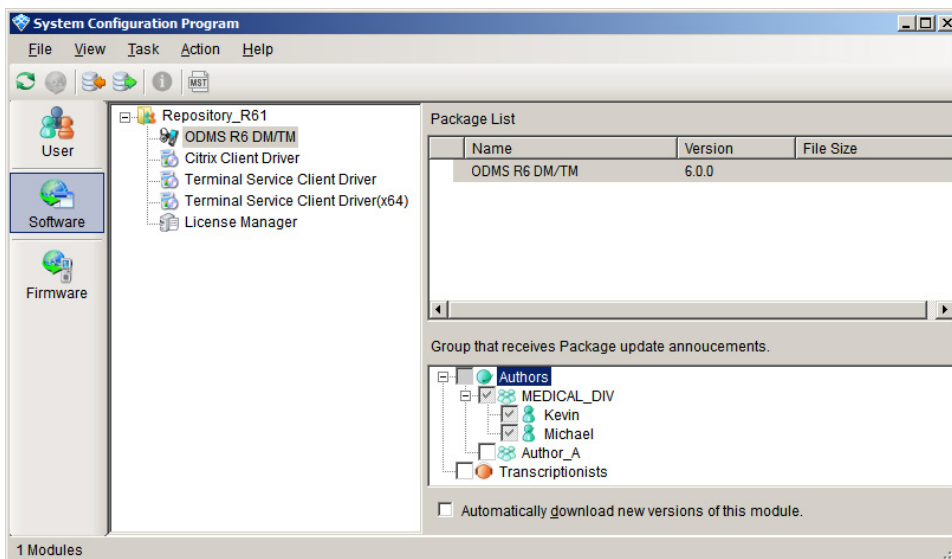 System Configuration Program
File View Task Action Help
MST
User
Software
Firmware
Repository_R61
ODMS R6 DM/TM
Citrix Client Driver
Terminal Service Client Driver
Terminal Service Client Driver(x64)
License Manager
Package List
Name Version File Size
ODMS R6 DM/TM 6.0.0
Group that receives Package update annoucements.
Authors
MEDICAL_DIV
Kevin
Michael
Author_A
Transcriptionists
Automatically download new versions of this module.
1 Modules